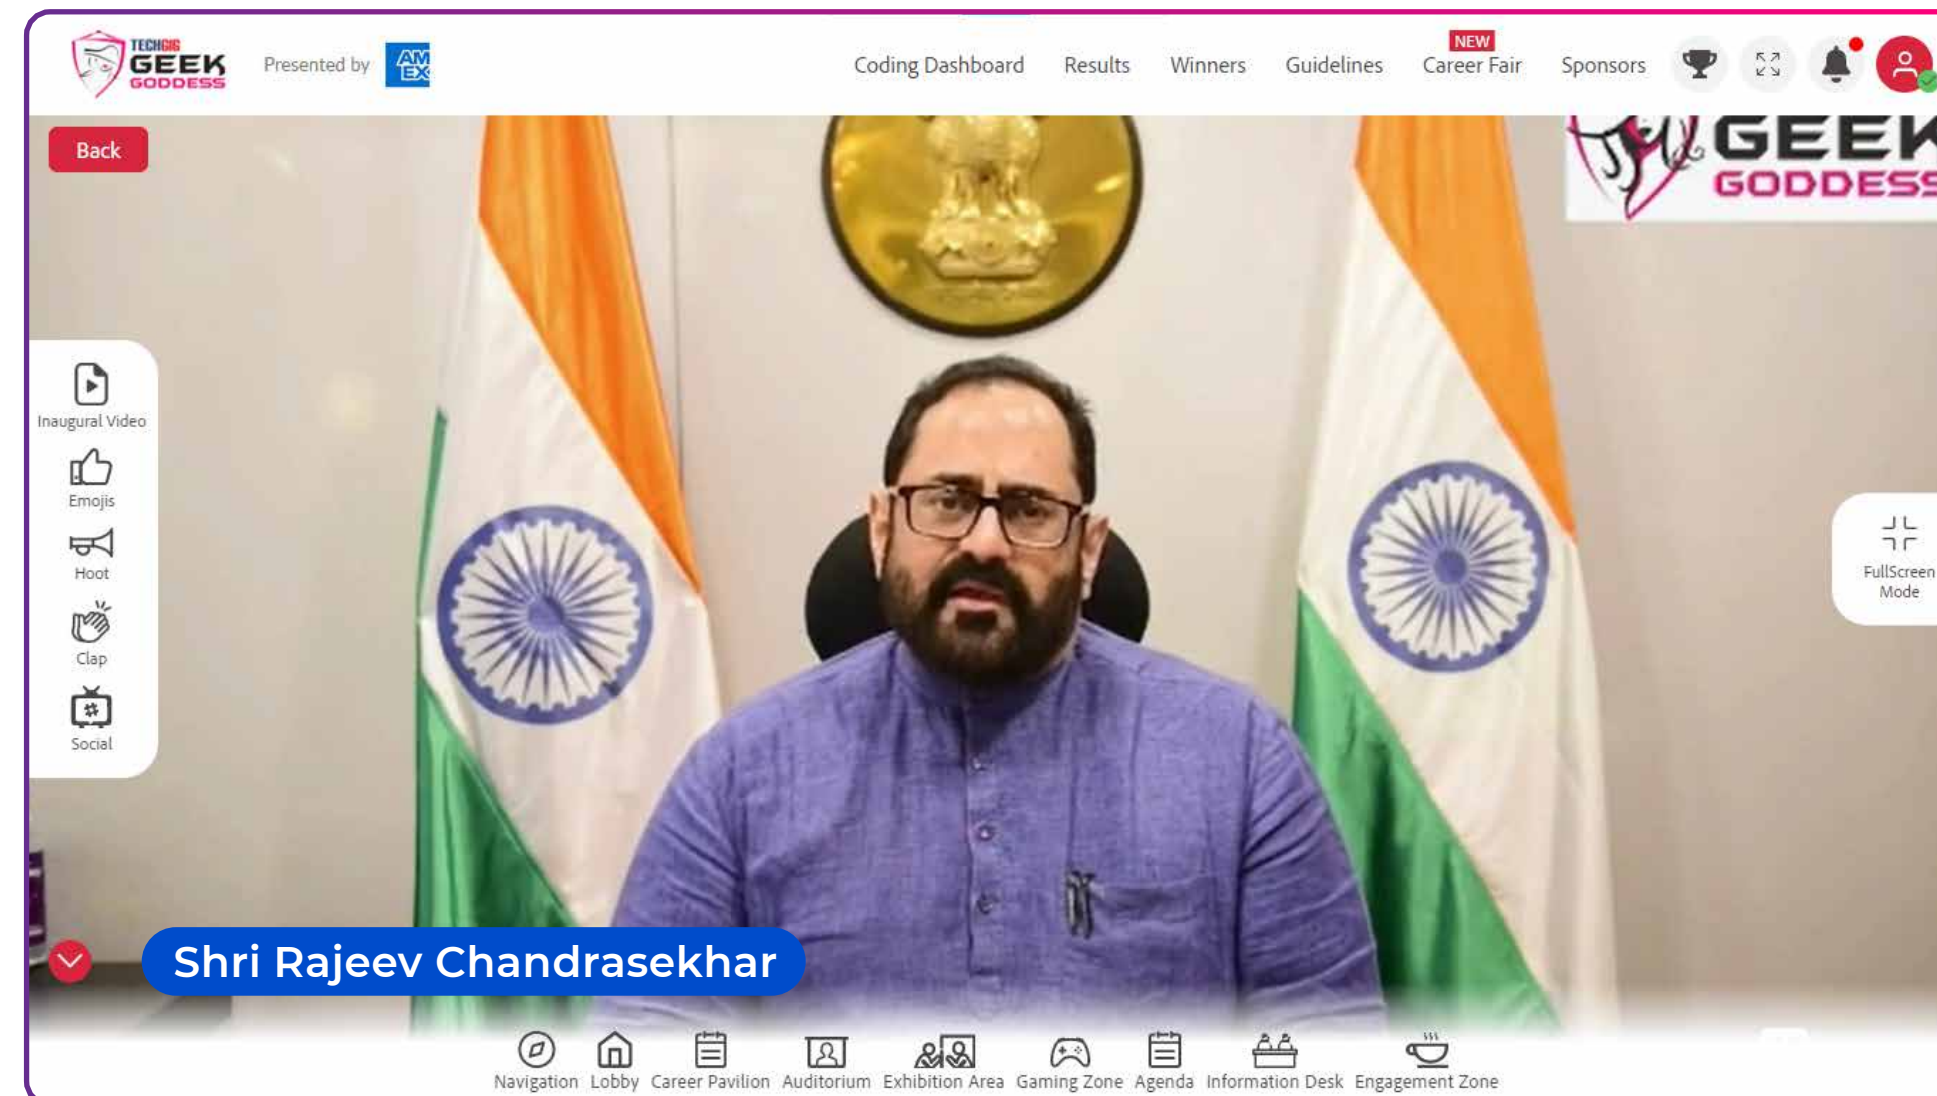 TECHGIG
GEEK
GODDESS
Presented by
AM
EX
Coding Dashboard
Results
Winners
Guidelines
NEW
Career Fair
Sponsors
Back
GEEK
GODDESS
Inaugural Video
Emojis
Hoot
Clap
Social
FullScreen
Mode
Shri Rajeev Chandrasekhar
Navigation
Lobby
Career Pavilion
Auditorium
Exhibition Area
Gaming Zone
Agenda
Information Desk
Engagement Zone